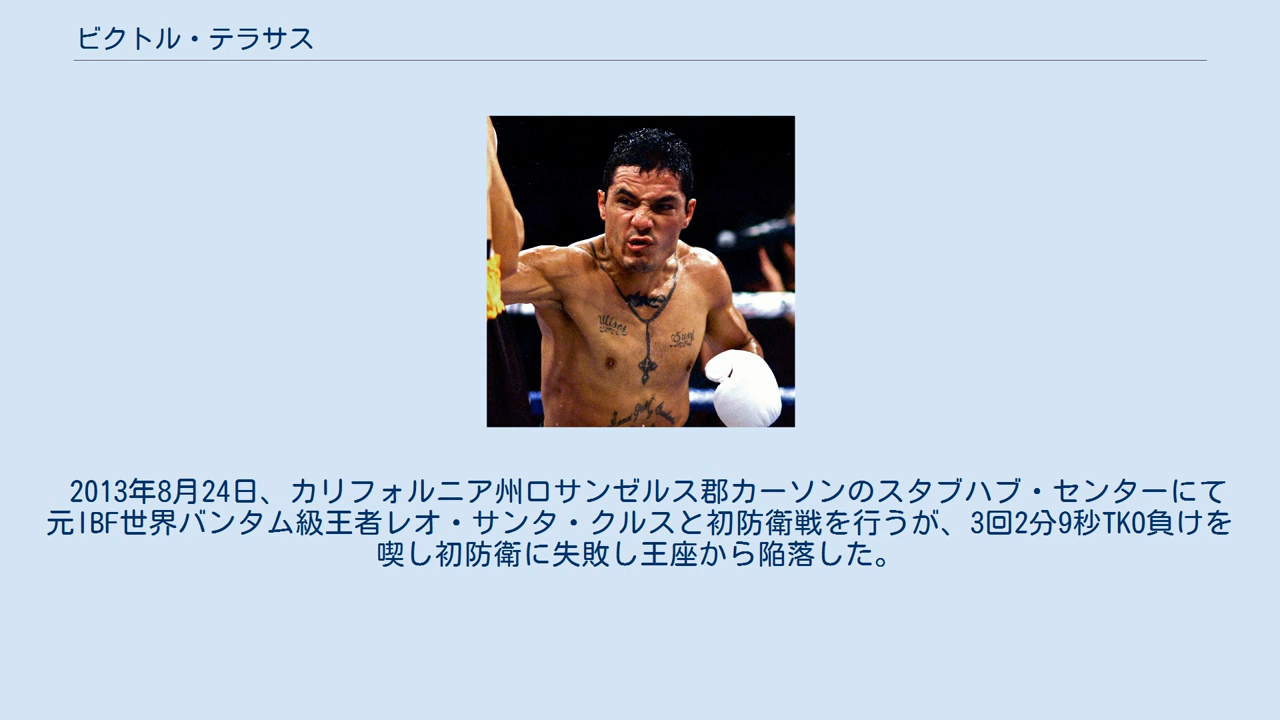 ビクトル・テラサス
Ulises
Susy
2013年8月24日、カリフォルニア州ロサンゼルス郡カーソンのスタブハブ・センターにて
元IBF世界バンタム級王者レオ・サンタ・クルスと初防衛戦を行うが、3回2分9秒TKO負けを
喫し初防衛に失敗し王座から陥落した。